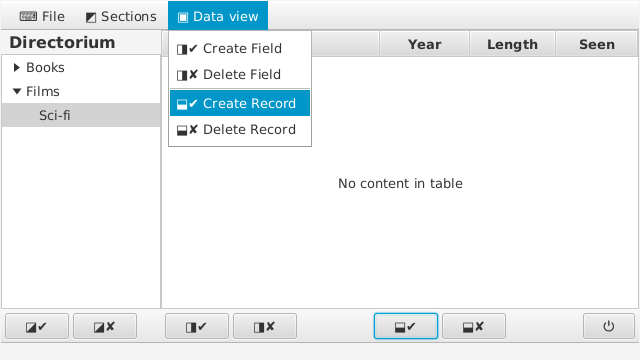 ⌨ File ◩ Sections ▣ Data view
Directorium
Year Length Seen
Books
Films
Sci-fi
◨✔ Create Field
◨✘ Delete Field
⬓✔ Create Record
⬓✘ Delete Record
No content in table
◪✔ ◪✘ ◨✔ ◨✘ ⬓✔ ⬓✘ ⏻